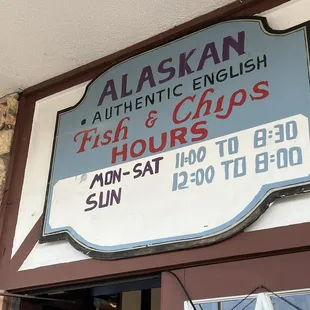 ALASKAN
• AUTHENTIC ENGLISH
Fish & Chips
HOURS
MON-SAT 11:00 TO 8:30
SUN 12:00 TO 8:00